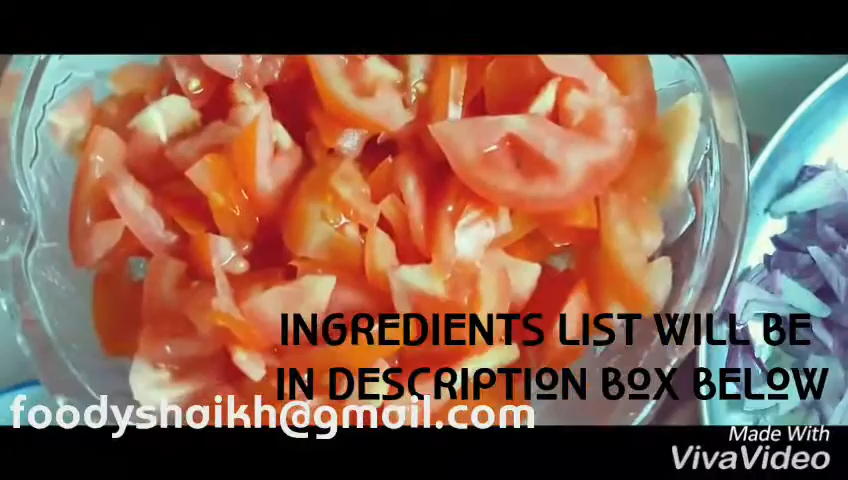 INGREDIENTS LIST WILL BE
IN DESCRIPTION BOX BELOW
foodyshaikh@gmail.com
Made With
VivaVideo